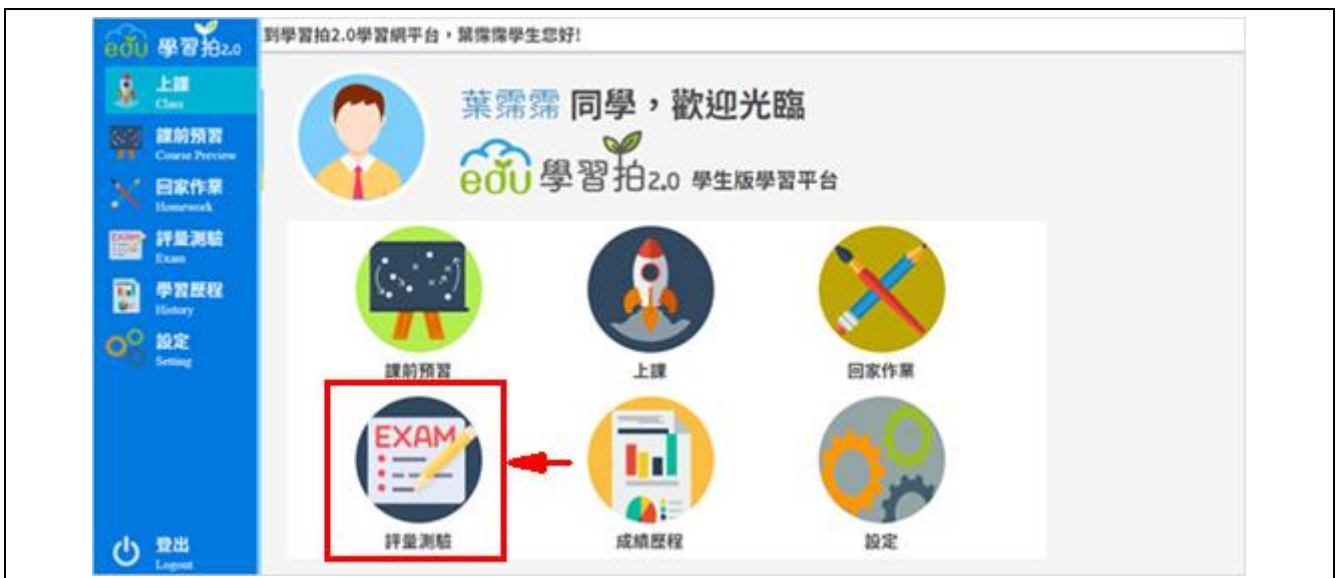 edu 學習拍2.0
到學習拍2.0學習網平台，葉霈霈學生您好!
上課
Class
課前預習
Course Preview
回家作業
Homework
EXAM
評量測驗
Exam
學習歷程
History
設定
Setting
登出
Logout
葉霈霈 同學，歡迎光臨
edu 學習拍2.0 學生版學習平台
課前預習
上課
回家作業
EXAM
評量測驗
成績歷程
設定